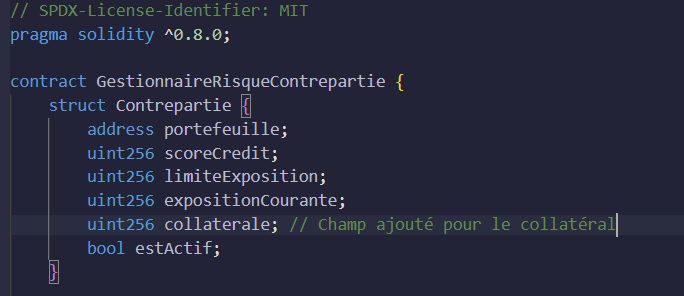 // SPDX-License-Identifier: MIT
pragma solidity ^0.8.0;
contract GestionnaireRisqueContrepartie {
struct Contrepartie {
address portefeuille;
uint256 scoreCredit;
uint256 limiteExposition;
uint256 expositionCourante;
uint256 collaterale; // Champ ajouté pour le collatéral
bool estActif;
}